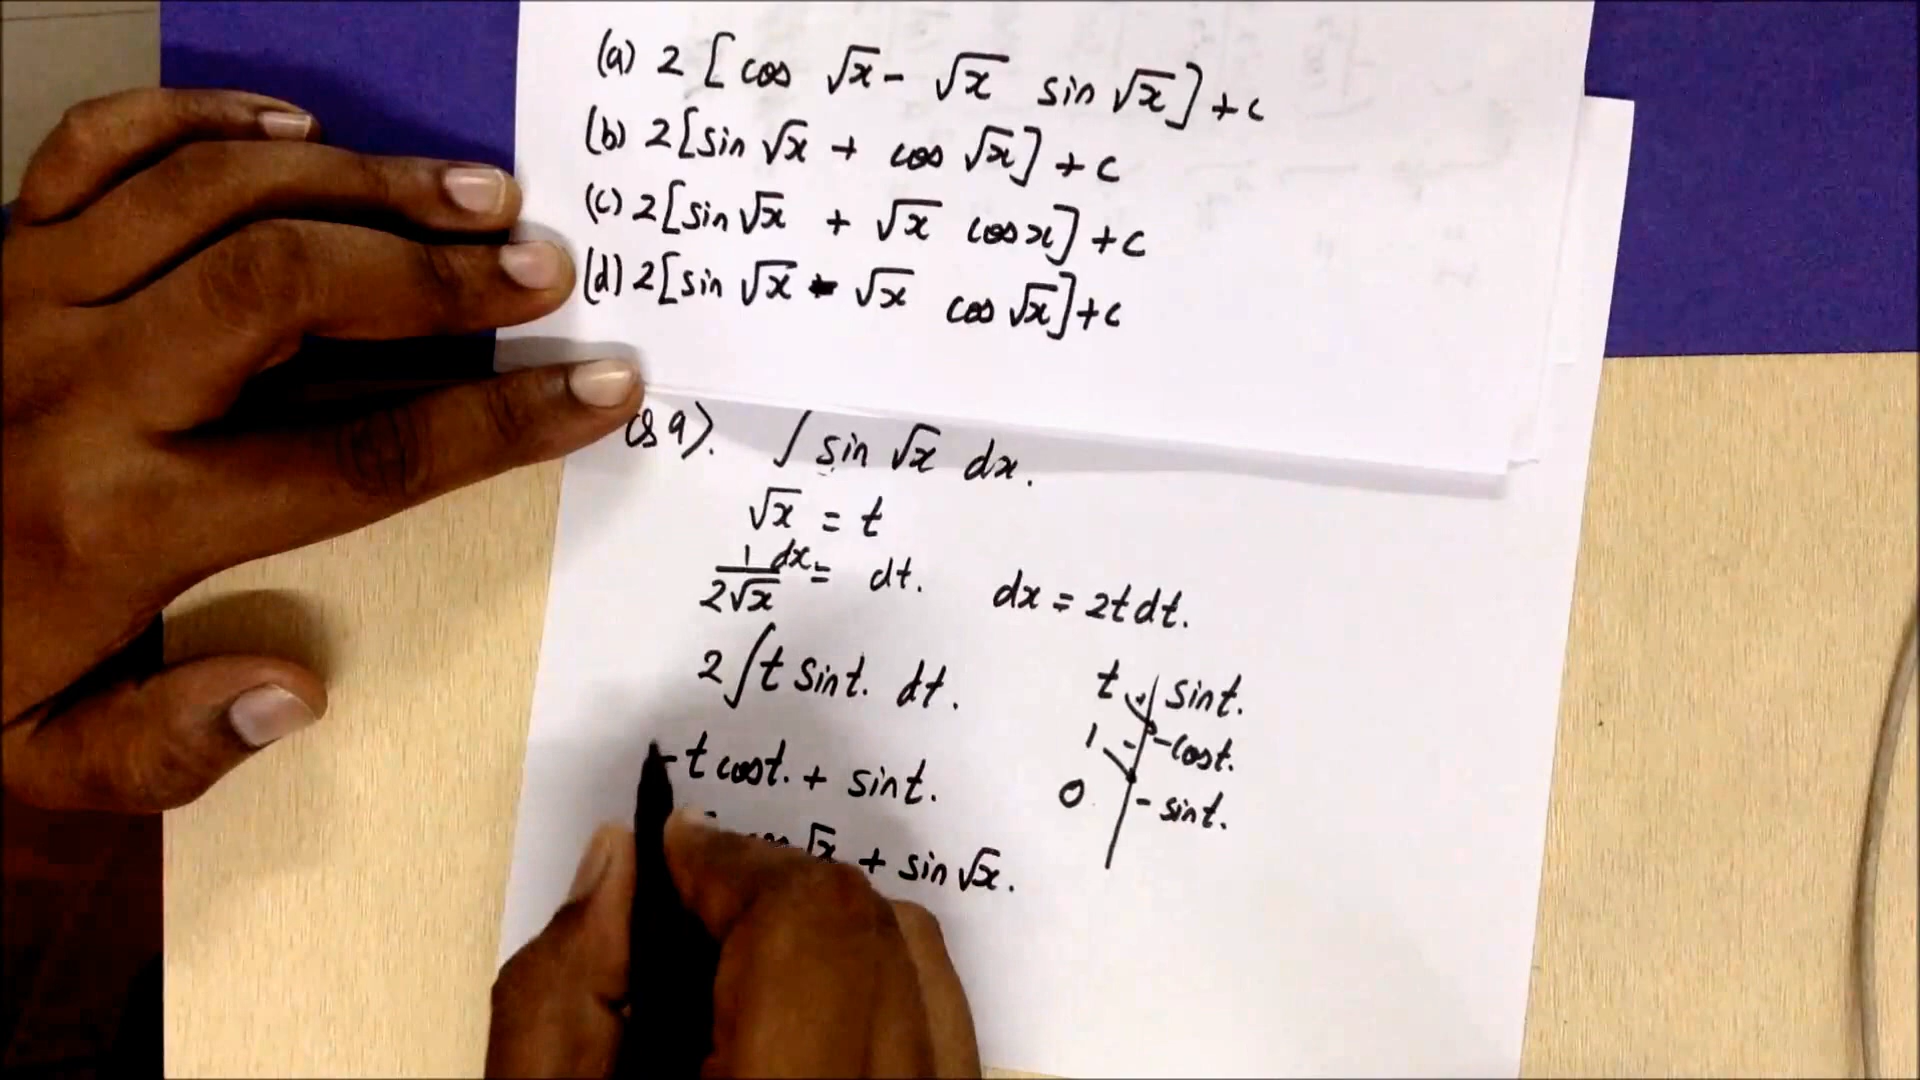 (a) 2 [cos √x - √x sin √x] + c
(b) 2[sin √x + cos √x] + c
(c) 2[sin √x + √x cos x] + c
(d) 2[sin √x - √x cos √x] + c
9). ∫ sin √x dx.
√x = t
1/2√x dx = dt. dx = 2t dt.
2∫t sin t. dt.
t sin t.
1 -cos t.
0 - sin t.
-t cos t. + sin t.
√x + sin √x.